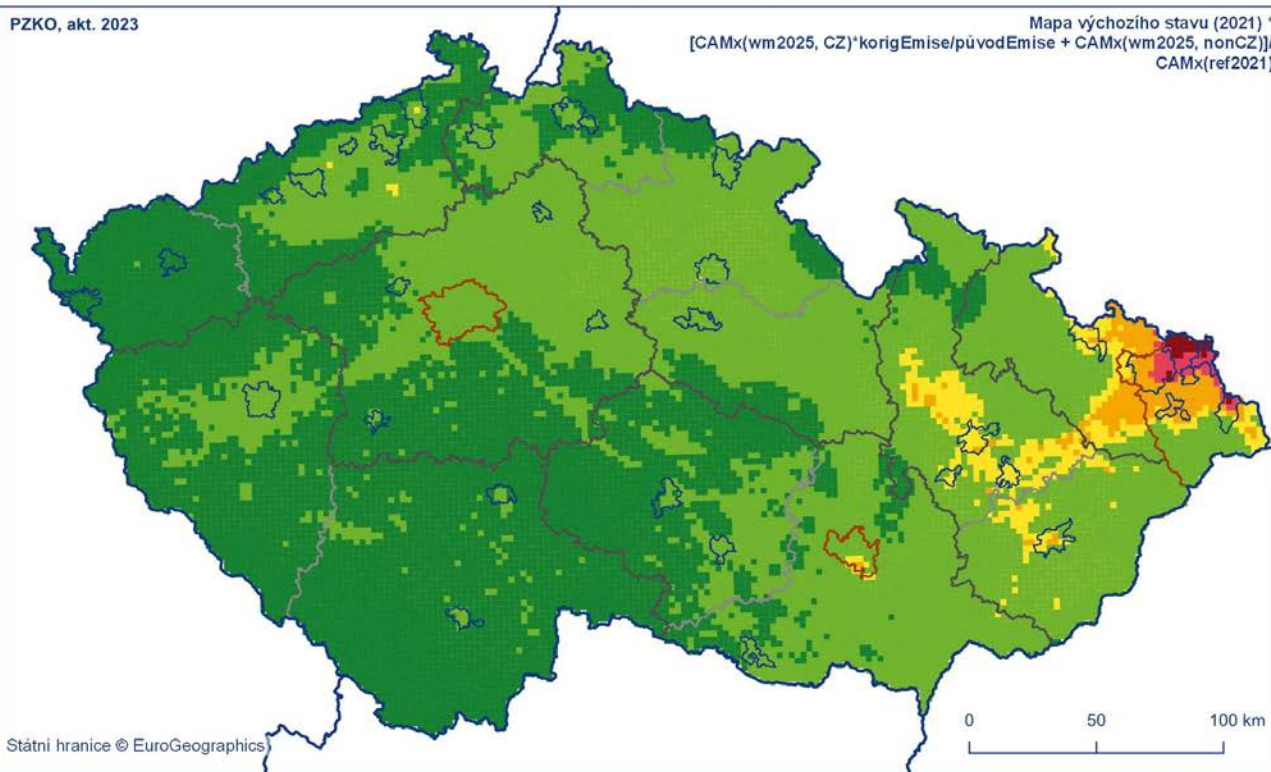 PZKO, akt. 2023
Mapa výchozího stavu (2021) *
[CAMx(wm2025, CZ)*korigEmise/původEmise + CAMx(wm2025, nonCZ)]/
CAMx(ref2021)
0 50 100 km
Státní hranice © EuroGeographics